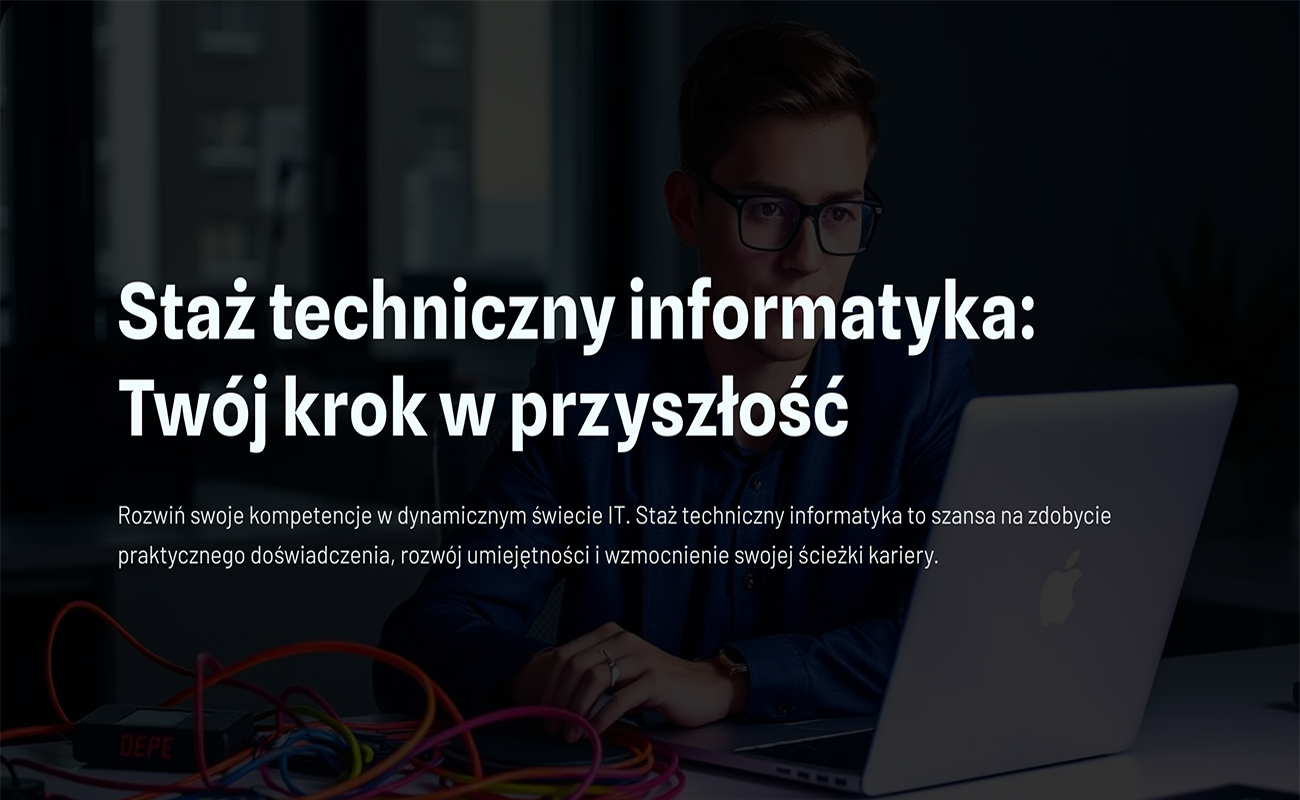 Staż techniczny informatyka:
Twój krok w przyszłość
Rozwiń swoje kompetencje w dynamicznym świecie IT. Staż techniczny informatyka to szansa na zdobycie
praktycznego doświadczenia, rozwój umiejętności i wzmocnienie swojej ścieżki kariery.
DEPE